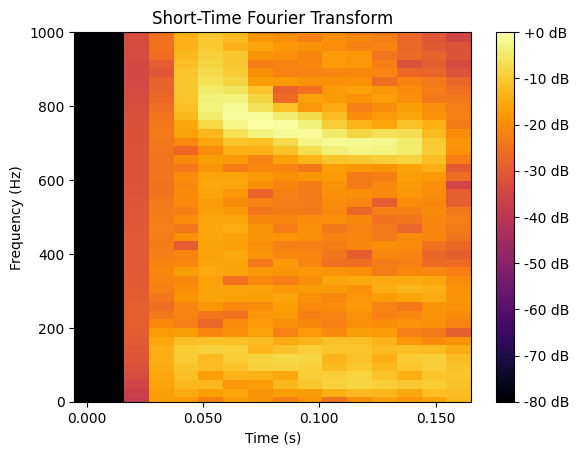 Short-Time Fourier Transform
1000
800
600
400
200
0
Frequency (Hz)
0.000
0.050
0.100
0.150
Time (s)
+0 dB
-10 dB
-20 dB
-30 dB
-40 dB
-50 dB
-60 dB
-70 dB
-80 dB